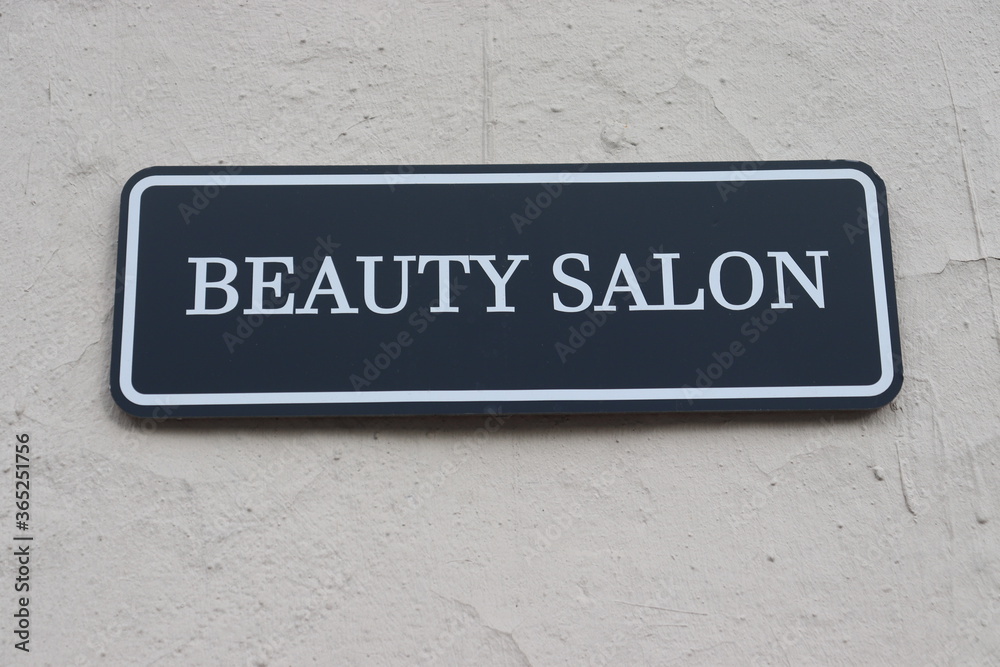 BEAUTY SALON
Adobe Stock | #365251756